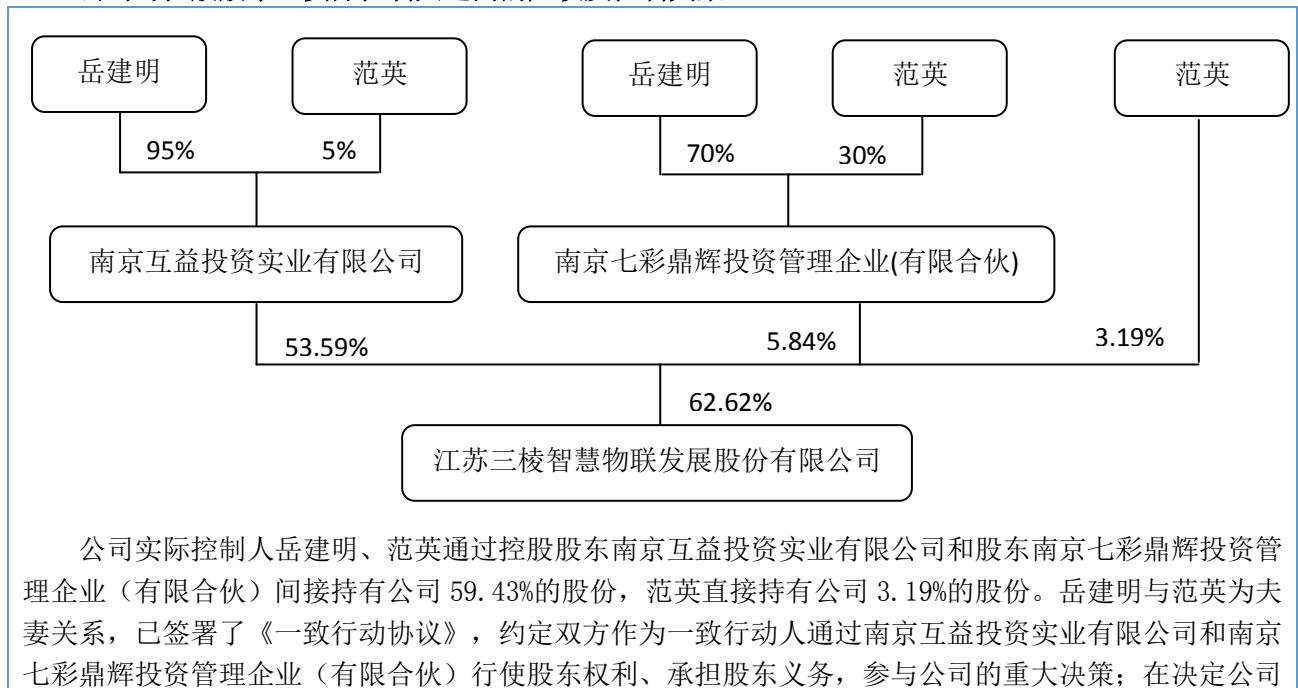 岳建明
范英
岳建明
范英
范英
95%
5%
70%
30%
南京互益投资实业有限公司
南京七彩鼎辉投资管理企业(有限合伙)
53.59%
5.84%
3.19%
62.62%
江苏三棱智慧物联发展股份有限公司
公司实际控制人岳建明、范英通过控股股东南京互益投资实业有限公司和股东南京七彩鼎辉投资管
理企业（有限合伙）间接持有公司 59.43%的股份，范英直接持有公司 3.19%的股份。岳建明与范英为夫
妻关系，已签署了《一致行动协议》，约定双方作为一致行动人通过南京互益投资实业有限公司和南京
七彩鼎辉投资管理企业（有限合伙）行使股东权利、承担股东义务，参与公司的重大决策；在决定公司